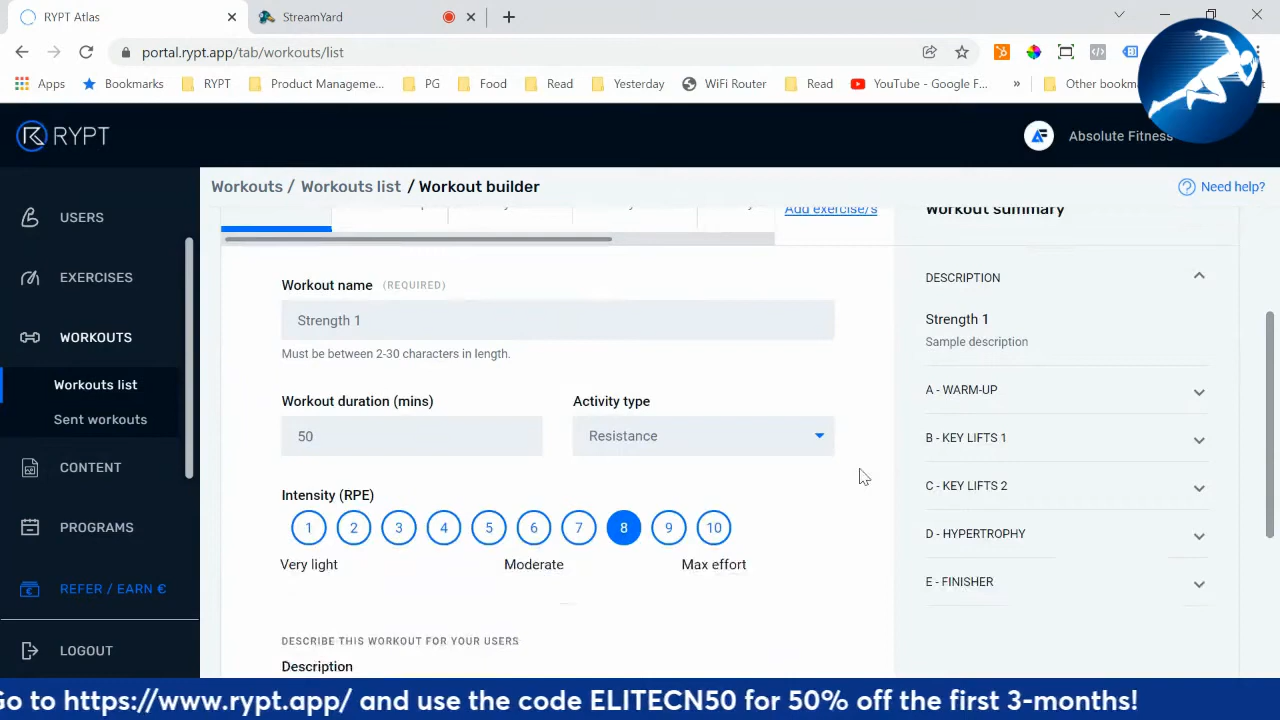 RYPT Atlas
StreamYard
portal.rypt.app/tab/workouts/list
Apps
Bookmarks
RYPT
Product Manageme...
PG
Food
Read
Yesterday
WiFi Router
Read
YouTube - Google F...
»
Other bookm
RYPT
Absolute Fitness
USERS
EXERCISES
WORKOUTS
Workouts list
Sent workouts
CONTENT
PROGRAMS
REFER / EARN €
LOGOUT
Workouts / Workouts list / Workout builder
Need help?
Add exercise/s
Workout name (REQUIRED)
Strength 1
Must be between 2-30 characters in length.
Workout duration (mins)
50
Activity type
Resistance
Intensity (RPE)
1 2 3 4 5 6 7 8 9 10
Very light Moderate Max effort
DESCRIBE THIS WORKOUT FOR YOUR USERS
Description
Workout summary
DESCRIPTION
Strength 1
Sample description
A - WARM-UP
B - KEY LIFTS 1
C - KEY LIFTS 2
D - HYPERTROPHY
E - FINISHER
Go to https://www.rypt.app/ and use the code ELITECN50 for 50% off the first 3-months!